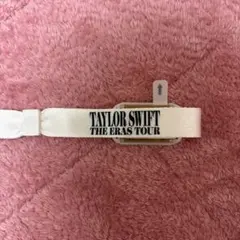 TAYLOR SWIFT
THE ERAS TOUR